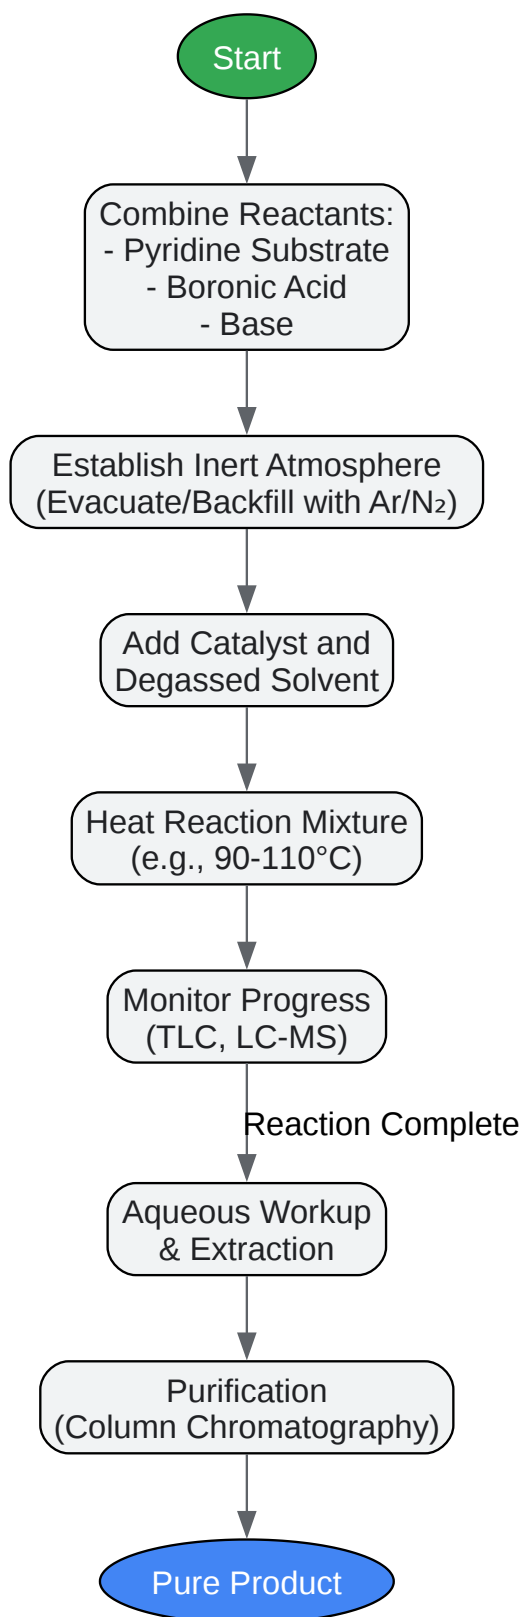 Start
Combine Reactants:
- Pyridine Substrate
- Boronic Acid
- Base
Establish Inert Atmosphere
(Evacuate/Backfill with Ar/N₂)
Add Catalyst and
Degassed Solvent
Heat Reaction Mixture
(e.g., 90-110°C)
Monitor Progress
(TLC, LC-MS)
Reaction Complete
Aqueous Workup
& Extraction
Purification
(Column Chromatography)
Pure Product